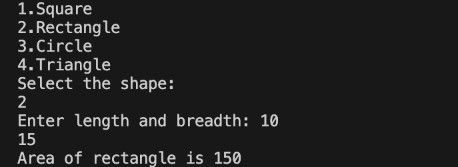 1.Square
2.Rectangle
3.Circle
4.Triangle
Select the shape:
2
Enter length and breadth: 10
15
Area of rectangle is 150